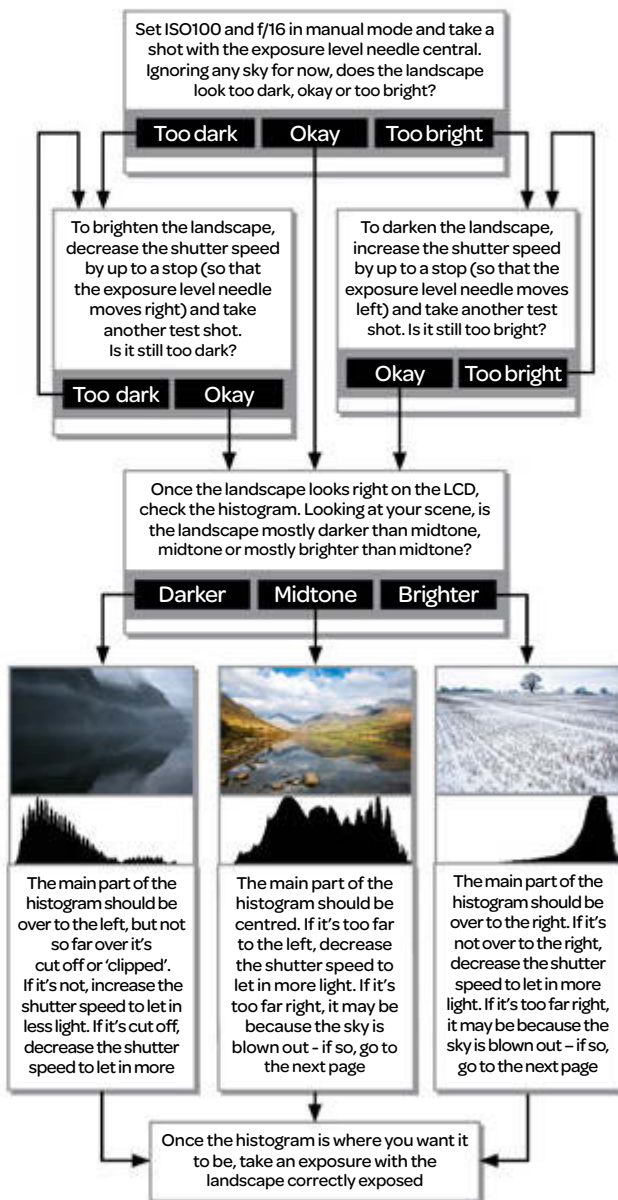 Set ISO100 and f/16 in manual mode and take a
shot with the exposure level needle central.
Ignoring any sky for now, does the landscape
look too dark, okay or too bright?
Too dark
Okay
Too bright
To brighten the landscape,
decrease the shutter speed
by up to a stop (so that
the exposure level needle
moves right) and take
another test shot.
Is it still too dark?
Too dark
Okay
To darken the landscape,
increase the shutter speed
by up to a stop (so that the
exposure level needle moves
left) and take another test
shot. Is it still too bright?
Okay
Too bright
Once the landscape looks right on the LCD,
check the histogram. Looking at your scene, is
the landscape mostly darker than midtone,
midtone or mostly brighter than midtone?
Darker
Midtone
Brighter
The main part of the
histogram should be
over to the left, but not
so far over it's
cut off or 'clipped'.
If it's not, increase the
shutter speed to let in
less light. If it's cut off,
decrease the shutter
speed to let in more
The main part of the
histogram should be
centred. If it's too far
to the left, decrease
the shutter speed to
let in more light. If it's
too far right, it may be
because the sky is
blown out - if so, go to
the next page
The main part of the
histogram should be
over to the right. If it's
not over to the right,
decrease the shutter
speed to let in more
light. If it's too far right,
it may be because the
sky is blown out – if so,
go to the next page
Once the histogram is where you want it
to be, take an exposure with the
landscape correctly exposed